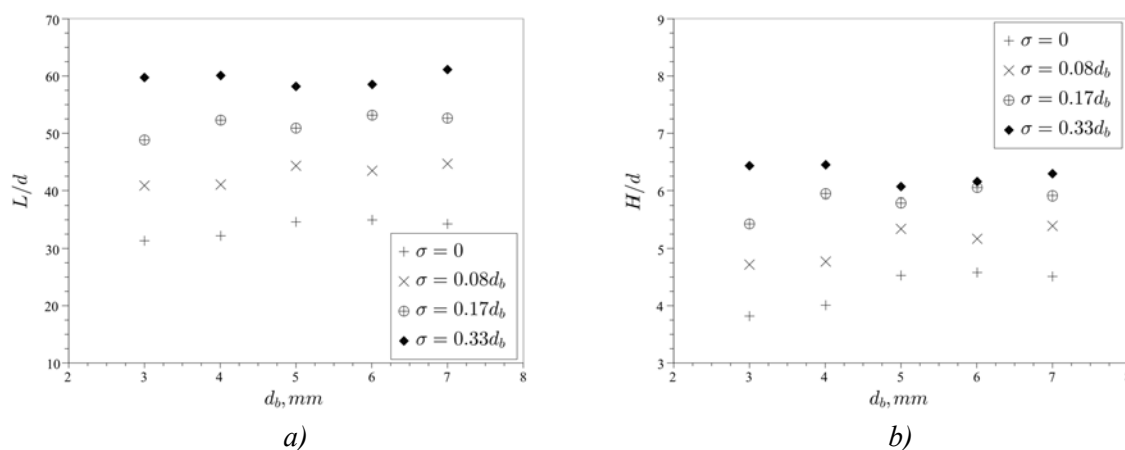 70
60
50
40
30
20
10
L/d
2 3 4 5 6 7 8
d_b, mm
σ = 0
σ = 0.08d_b
σ = 0.17d_b
σ = 0.33d_b
a)
9
8
7
6
5
4
3
H/d
2 3 4 5 6 7
d_b, mm
σ = 0
σ = 0.08d_b
σ = 0.17d_b
σ = 0.33d_b
b)